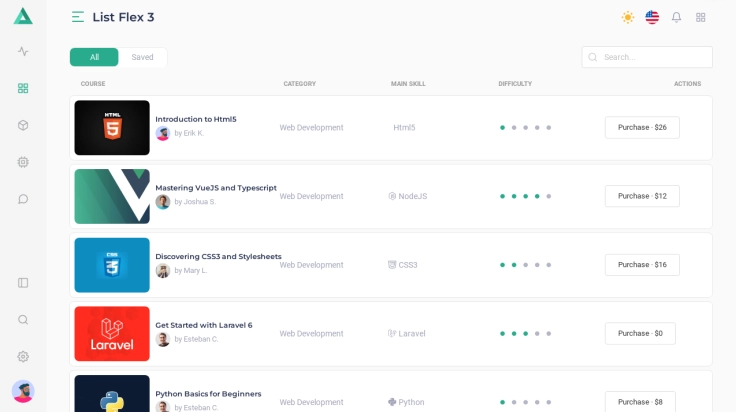 List Flex 3
All
Saved
Search...
COURSE
CATEGORY
MAIN SKILL
DIFFICULTY
ACTIONS
HTML
5
Introduction to Html5
by Erik K.
Web Development
Html5
Purchase · $26
Mastering VueJS and Typescript
by Joshua S.
Web Development
NodeJS
Purchase · $12
CSS
3
Discovering CSS3 and Stylesheets
by Mary L.
Web Development
CSS3
Purchase · $16
Laravel
Get Started with Laravel 6
by Esteban C.
Web Development
Laravel
Purchase · $0
Python Basics for Beginners
by Esteban C.
Web Development
Python
Purchase · $8